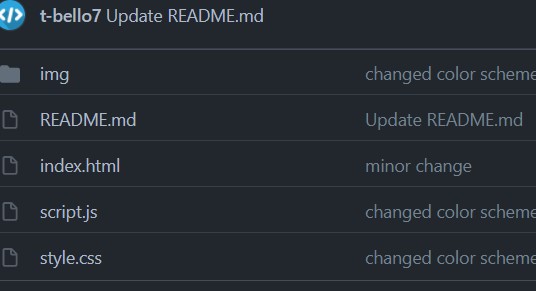 t-bello7 Update README.md
img changed color scheme
README.md Update README.md
index.html minor change
script.js changed color scheme
style.css changed color scheme